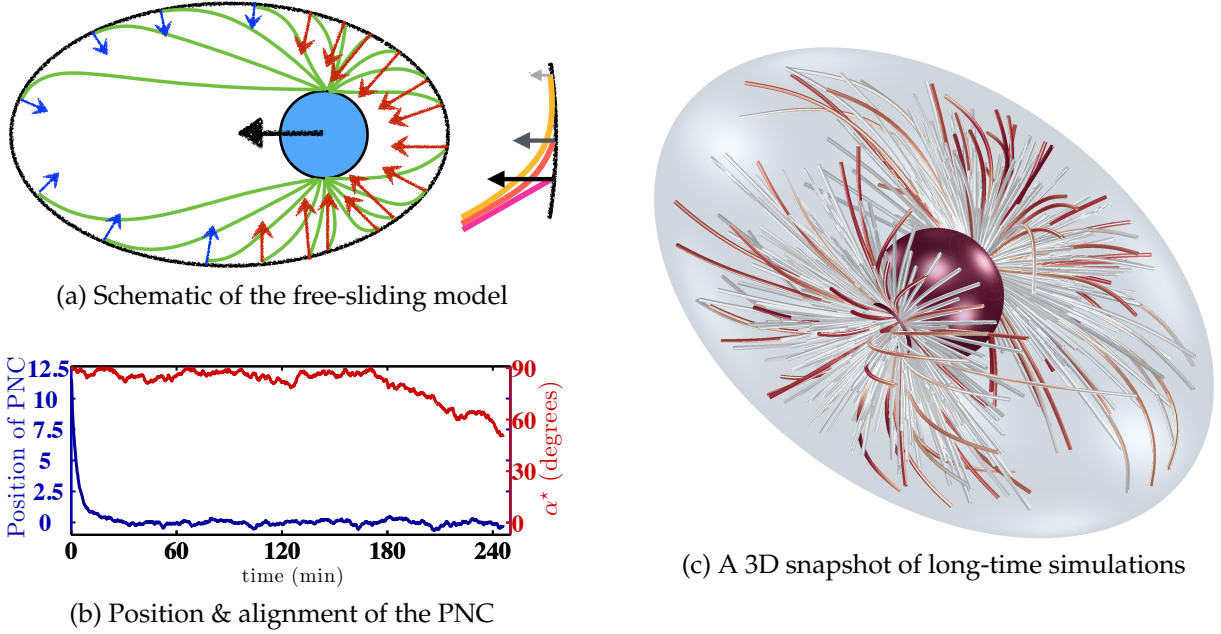 (a) Schematic of the free-sliding model
Position of PNC
12.5
10
7.5
5
2.5
0
90
60
30
0
α* (degrees)
0 60 120 180 240
time (min)
(b) Position & alignment of the PNC
(c) A 3D snapshot of long-time simulations